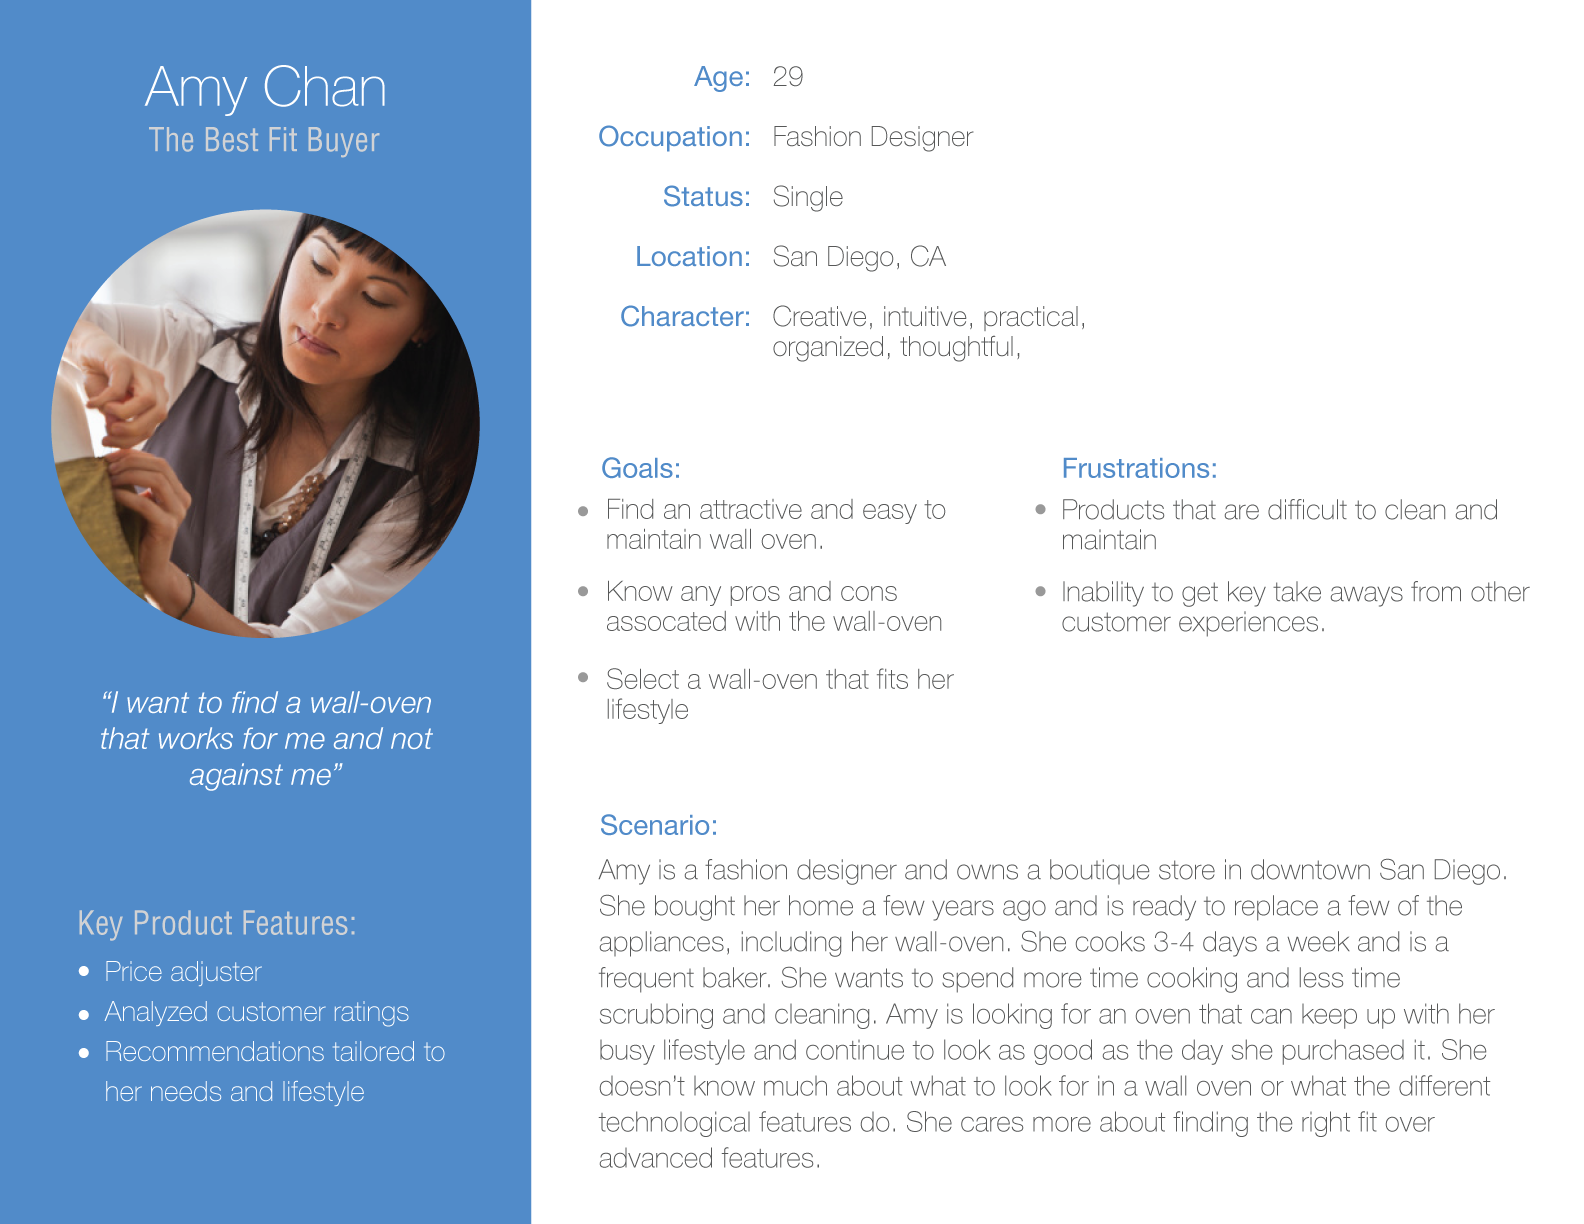 Amy Chan
The Best Fit Buyer
“I want to find a wall-oven
that works for me and not
against me”
Key Product Features:
• Price adjuster
• Analyzed customer ratings
• Recommendations tailored to
her needs and lifestyle
Age: 29
Occupation: Fashion Designer
Status: Single
Location: San Diego, CA
Character: Creative, intuitive, practical,
organized, thoughtful,
Goals:
• Find an attractive and easy to
maintain wall oven.
• Know any pros and cons
assocated with the wall-oven
• Select a wall-oven that fits her
lifestyle
Frustrations:
• Products that are difficult to clean and
maintain
• Inability to get key take aways from other
customer experiences.
Scenario:
Amy is a fashion designer and owns a boutique store in downtown San Diego.
She bought her home a few years ago and is ready to replace a few of the
appliances, including her wall-oven. She cooks 3-4 days a week and is a
frequent baker. She wants to spend more time cooking and less time
scrubbing and cleaning. Amy is looking for an oven that can keep up with her
busy lifestyle and continue to look as good as the day she purchased it. She
doesn’t know much about what to look for in a wall oven or what the different
technological features do. She cares more about finding the right fit over
advanced features.